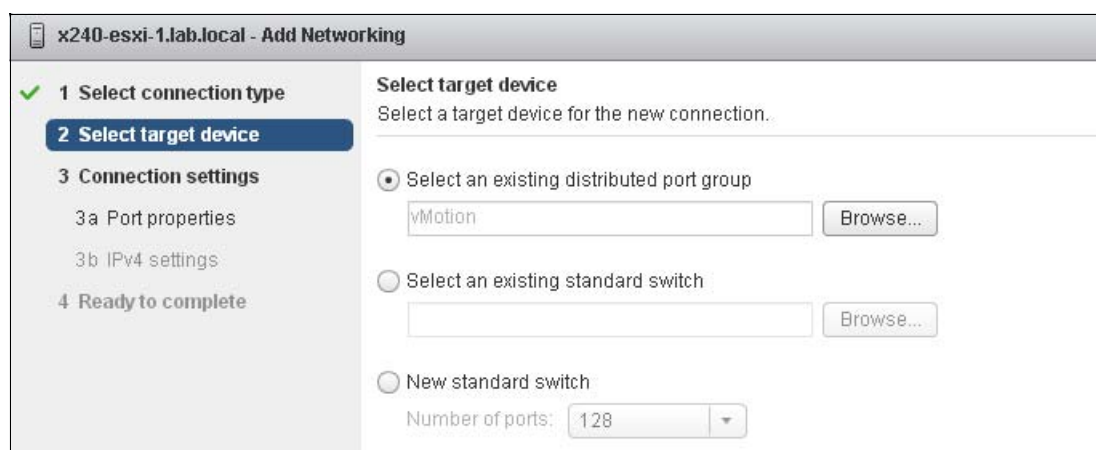 x240-esxi-1.lab.local - Add Networking
1 Select connection type
2 Select target device
3 Connection settings
3a Port properties
3b IPv4 settings
4 Ready to complete
Select target device
Select a target device for the new connection.
Select an existing distributed port group
vMotion
Browse...
Select an existing standard switch
Browse...
New standard switch
Number of ports: 128